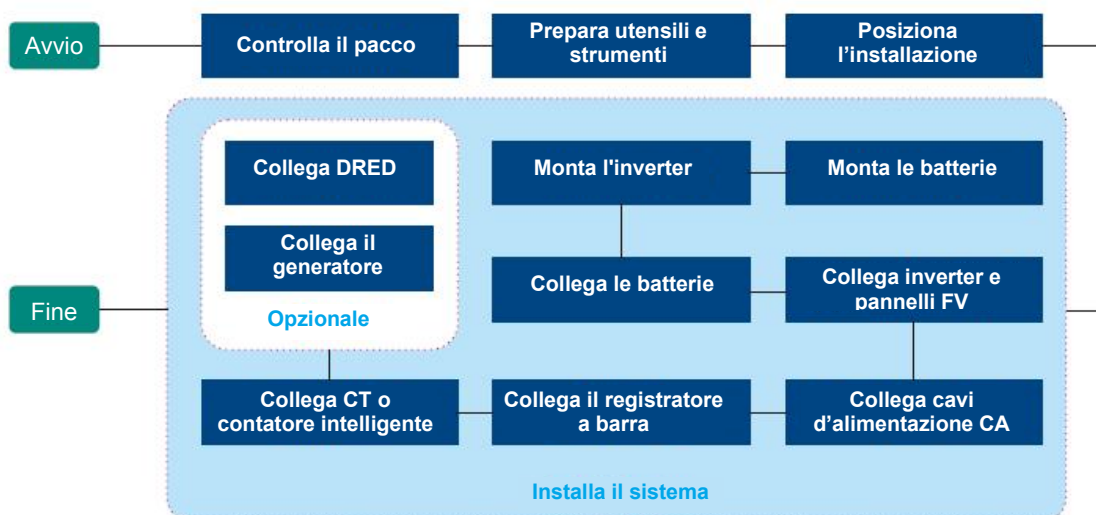 Avvio
Controlla il pacco
Prepara utensili e
strumenti
Posiziona
l'installazione
Collega DRED
Monta l'inverter
Monta le batterie
Collega il
generatore
Collega le batterie
Collega inverter e
pannelli FV
Fine
Opzionale
Collega CT o
contatore intelligente
Collega il registratore
a barra
Collega cavi
d’alimentazione CA
Installa il sistema